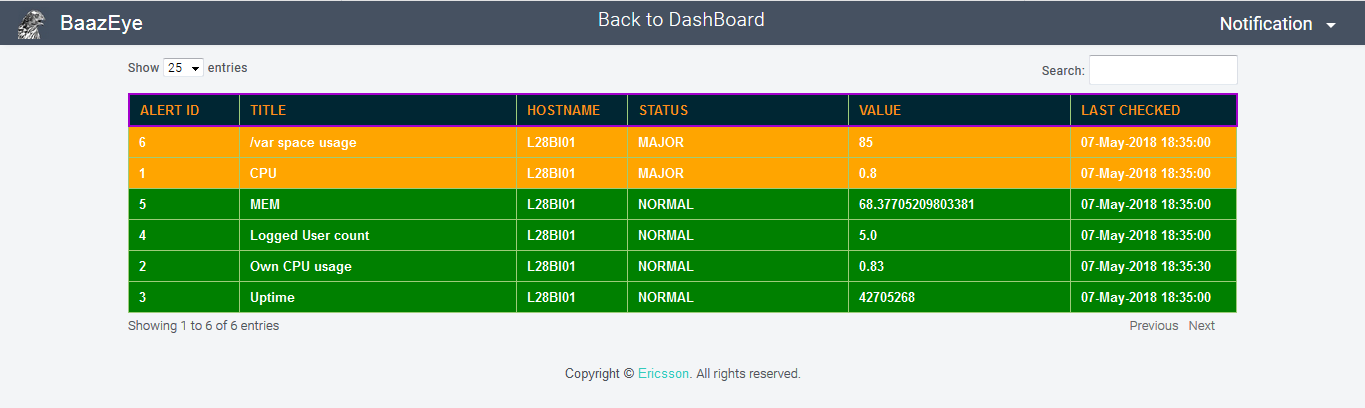 BaazEye Back to DashBoard Notification
Show 25 entries Search:
ALERT ID TITLE HOSTNAME STATUS VALUE LAST CHECKED
6 /var space usage L28BI01 MAJOR 85 07-May-2018 18:35:00
1 CPU L28BI01 MAJOR 0.8 07-May-2018 18:35:00
5 MEM L28BI01 NORMAL 68.37705209803381 07-May-2018 18:35:00
4 Logged User count L28BI01 NORMAL 5.0 07-May-2018 18:35:00
2 Own CPU usage L28BI01 NORMAL 0.83 07-May-2018 18:35:30
3 Uptime L28BI01 NORMAL 42705268 07-May-2018 18:35:00
Showing 1 to 6 of 6 entries Previous Next
Copyright © Ericsson. All rights reserved.